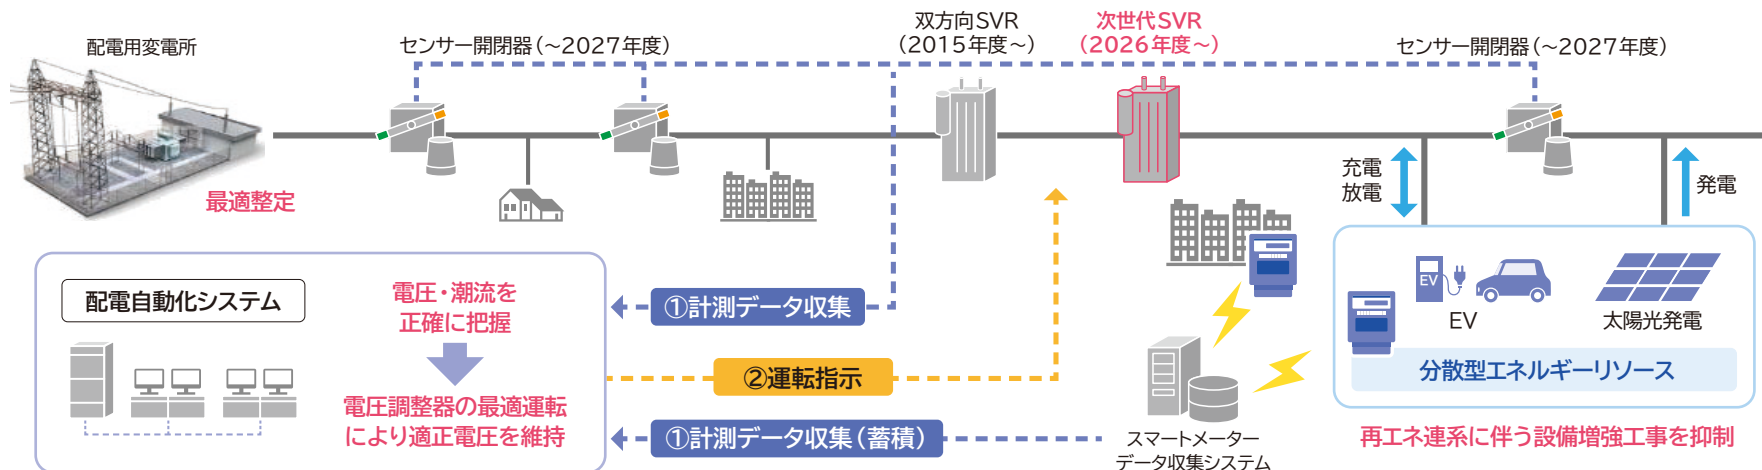 配電用変電所
センサー開閉器（～2027年度）
双方向SVR
（2015年度～）
次世代SVR
（2026年度～）
センサー開閉器（～2027年度）
最適整定
充電
放電
発電
配電自動化システム
電圧・潮流を
正確に把握
電圧調整器の最適運転
により適正電圧を維持
①計測データ収集
②運転指示
①計測データ収集（蓄積）
スマートメーター
データ収集システム
EV
EV
太陽光発電
分散型エネルギーリソース
再エネ連系に伴う設備増強工事を抑制